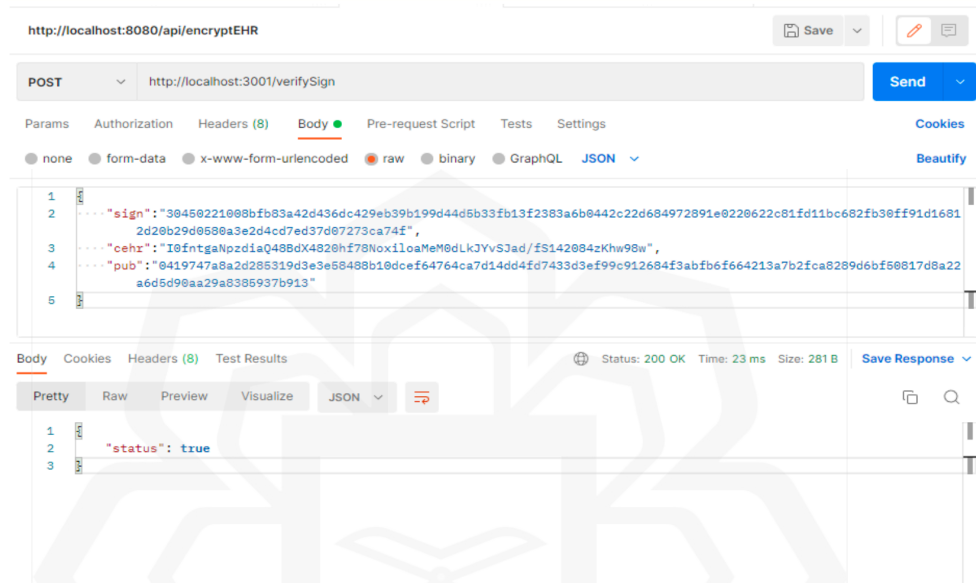 http://localhost:8080/api/encryptEHR Save
POST http://localhost:3001/verifySign Send
Params Authorization Headers (8) Body Pre-request Script Tests Settings Cookies
none form-data x-www-form-urlencoded raw binary GraphQL JSON Beautify
1 {
2 "sign":"30450221008bfb83a42d436dc429eb39b199d44d5b33fb13f2383a6b0442c22d684972891e0220622c81fd11bc682fb30ff91d1681
2d20b29d0580a3e2d4cd7ed37d07273ca74f",
3 "cehr":"I0fntgaNpzdiaQ48BdX4820hf78NoxiloaMeM0dLkJYvSJad/fS142084zKhw98w",
4 "pub":"0419747a8a2d285319d3e3e58488b10dcef64764ca7d14dd4fd7433d3ef99c912684f3abfb6f664213a7b2fca8289d6bf50817d8a22
a6d5d90aa29a8385937b913"
5 }
Body Cookies Headers (8) Test Results Status: 200 OK Time: 23 ms Size: 281 B Save Response
Pretty Raw Preview Visualize JSON
1 {
2 "status": true
3 }